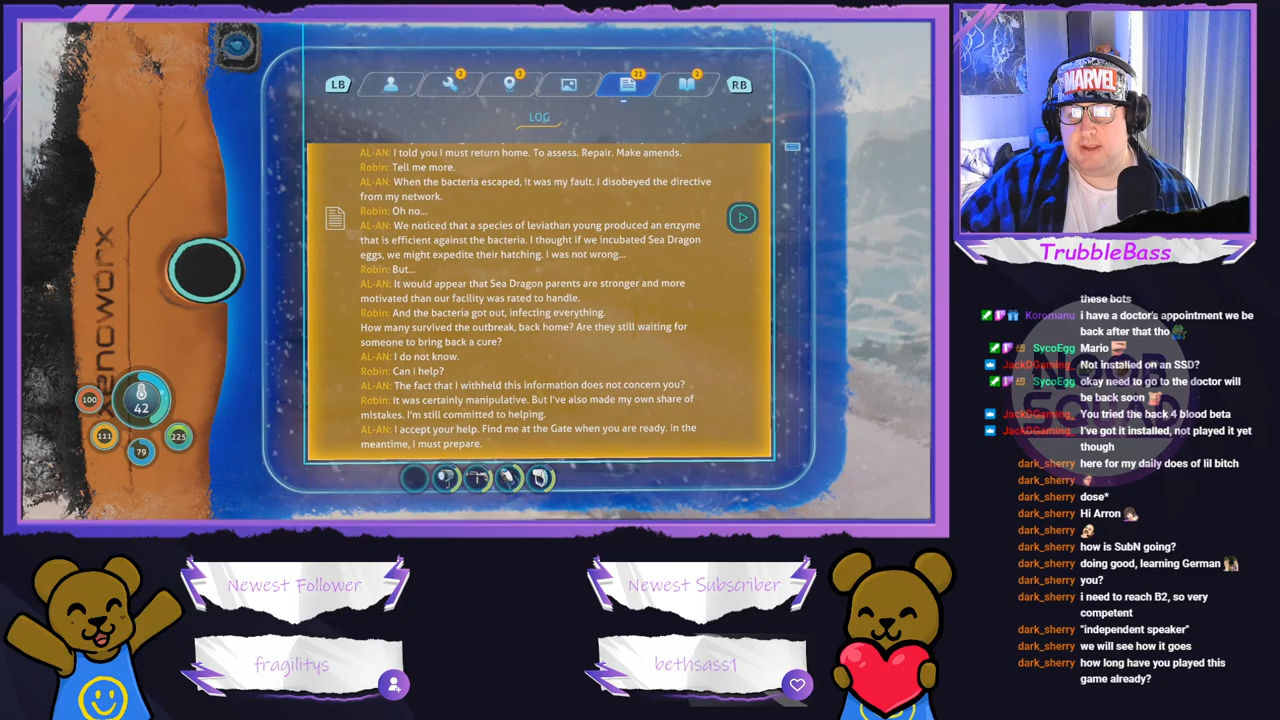 LB
2
3
21
2
RB
LOG
AL-AN: I told you I must return home. To assess. Repair. Make amends.
Robin: Tell me more.
AL-AN: When the bacteria escaped, it was my fault. I disobeyed the directive
from my network.
Robin: Oh no...
AL-AN: We noticed that a species of leviathan young produced an enzyme
that is efficient against the bacteria. I thought if we incubated Sea Dragon
eggs, we might expedite their hatching. I was not wrong...
Robin: But...
AL-AN: It would appear that Sea Dragon parents are stronger and more
motivated than our facility was rated to handle.
Robin: And the bacteria got out, infecting everything.
How many survived the outbreak, back home? Are they still waiting for
someone to bring back a cure?
AL-AN: I do not know.
Robin: Can I help?
AL-AN: The fact that I withheld this information does not concern you?
Robin: It was certainly manipulative. But I've also made my own share of
mistakes. I'm still committed to helping.
AL-AN: I accept your help. Find me at the Gate when you are ready. In the
meantime, I must prepare.
xenoworx
100
42
111
225
79
MARVEL
TrubbleBass
these bots
Koromanu i have a doctor's appointment we
be back after that tho
SycoEgg Mario
JackDGaming_ Not installed on an SSD?
SycoEgg okay need to go to the doctor will
be back soon
JackDGaming_ You tried the back 4 blood beta
JackDGaming_ I've got it installed, not played it yet
though
dark_sherry here for my daily does of lil bitch
dark_sherry
dark_sherry dose*
dark_sherry Hi Arron
dark_sherry
dark_sherry how is SubN going?
dark_sherry doing good, learning German
dark_sherry you?
dark_sherry i need to reach B2, so very
competent
dark_sherry "independent speaker"
dark_sherry we will see how it goes
dark_sherry how long have you played this
game already?
NOOB
SQUAD
Newest Follower
fragilitys
Newest Subscriber
bethsass1